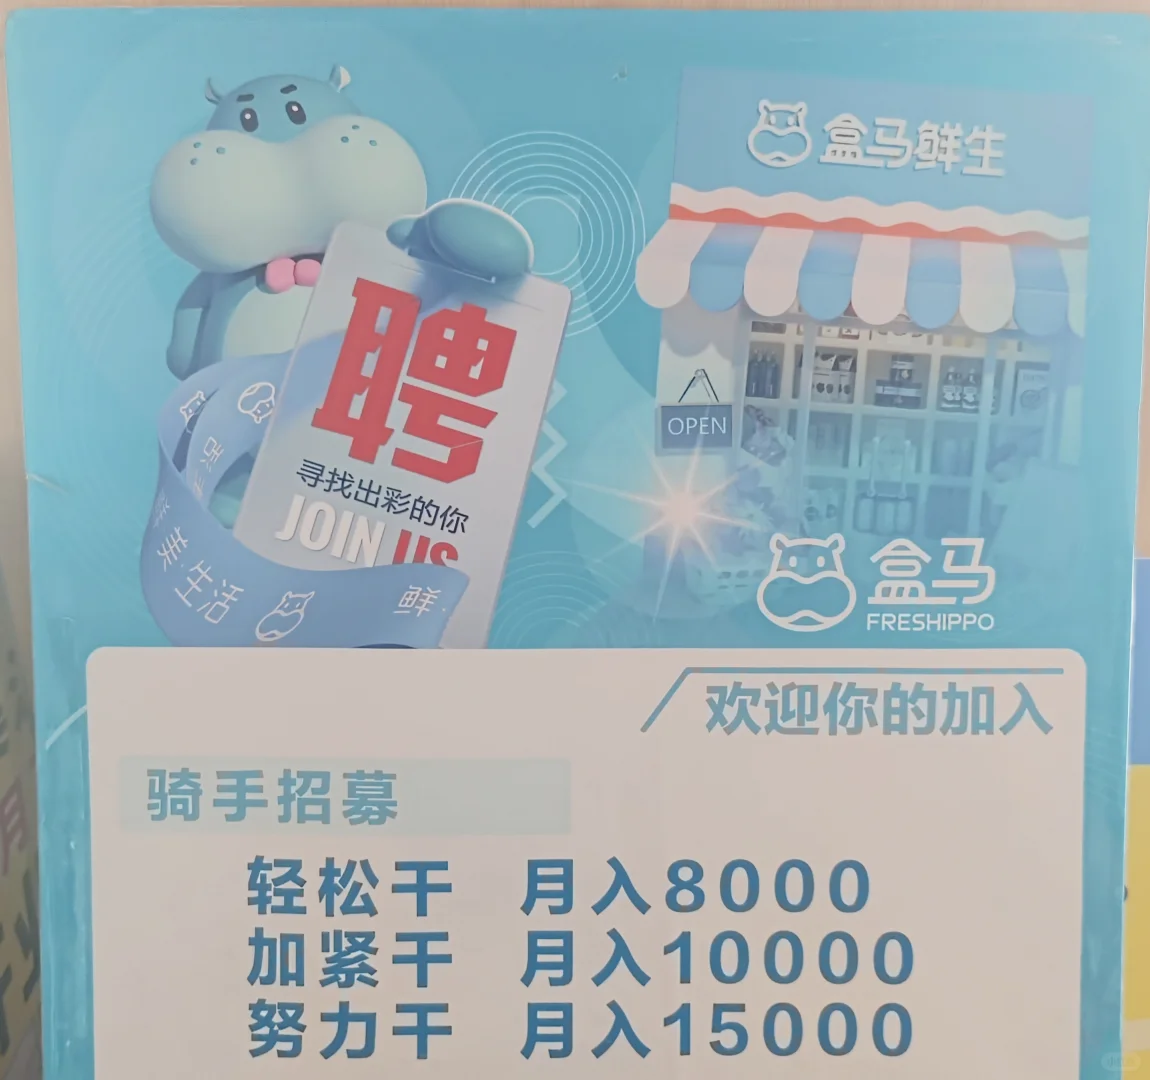 盒马鲜生
聘
寻找出彩的你
JOIN US
OPEN
美·生活
鲜·
盒马
FRESHIPPO
欢迎你的加入
骑手招募
轻松干 月入8000
加紧干 月入10000
努力干 月入15000